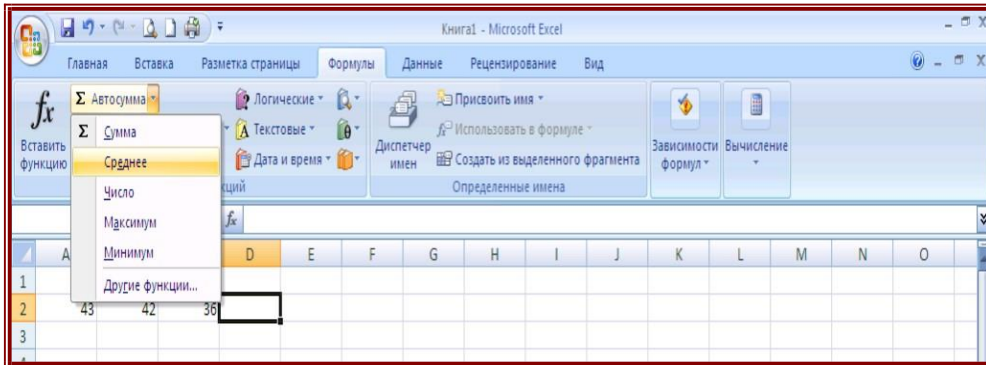 Книга1 - Microsoft Excel
Главная Вставка Разметка страницы Формулы Данные Рецензирование Вид
fx Вставить функцию
Σ Автосумма
Σ Сумма
Среднее
Число
Максимум
Минимум
Другие функции...
Логические
Текстовые
Дата и время
ций
Диспетчер имен
Присвоить имя
Использовать в формуле
Создать из выделенного фрагмента
Определенные имена
Зависимости формул
Вычисление
fx
A D E F G H I J K L M N O
1
2 43 42 36
3